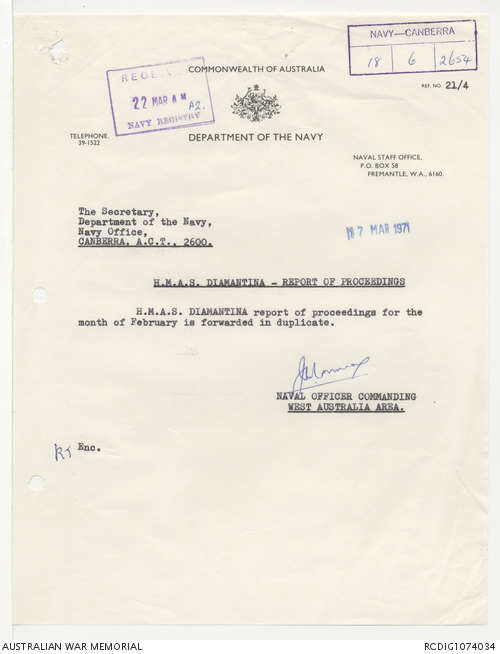 NAVY—CANBERRA
18 6 2654
COMMONWEALTH OF AUSTRALIA
22 MAR AM
A2.
NAVY REGISTRY
REF. NO. 21/4
TELEPHONE.
39-1522
DEPARTMENT OF THE NAVY
NAVAL STAFF OFFICE,
P.O. BOX 58
FREMANTLE, W.A., 6160.
The Secretary,
Department of the Navy,
Navy Office,
CANBERRA. A.C.T., 2600.
17 MAR 1971
H.M.A.S. DIAMANTINA - REPORT OF PROCEEDINGS
H.M.A.S. DIAMANTINA report of proceedings for the
month of February is forwarded in duplicate.
NAVAL OFFICER COMMANDING
WEST AUSTRALIA AREA.
Enc.
AUSTRALIAN WAR MEMORIAL
RCDIG1074034